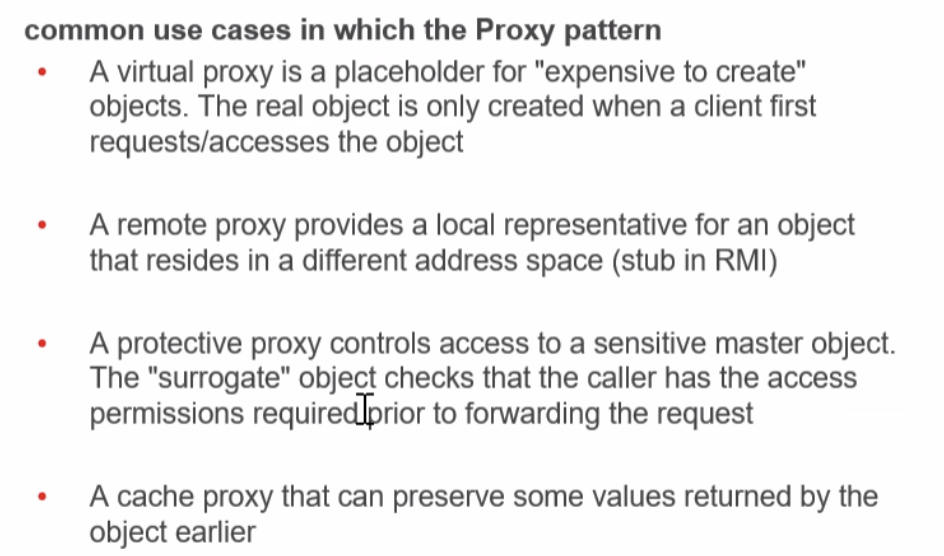 common use cases in which the Proxy pattern
• A virtual proxy is a placeholder for "expensive to create"
objects. The real object is only created when a client first
requests/accesses the object
• A remote proxy provides a local representative for an object
that resides in a different address space (stub in RMI)
• A protective proxy controls access to a sensitive master object.
The "surrogate" object checks that the caller has the access
permissions required prior to forwarding the request
• A cache proxy that can preserve some values returned by the
object earlier